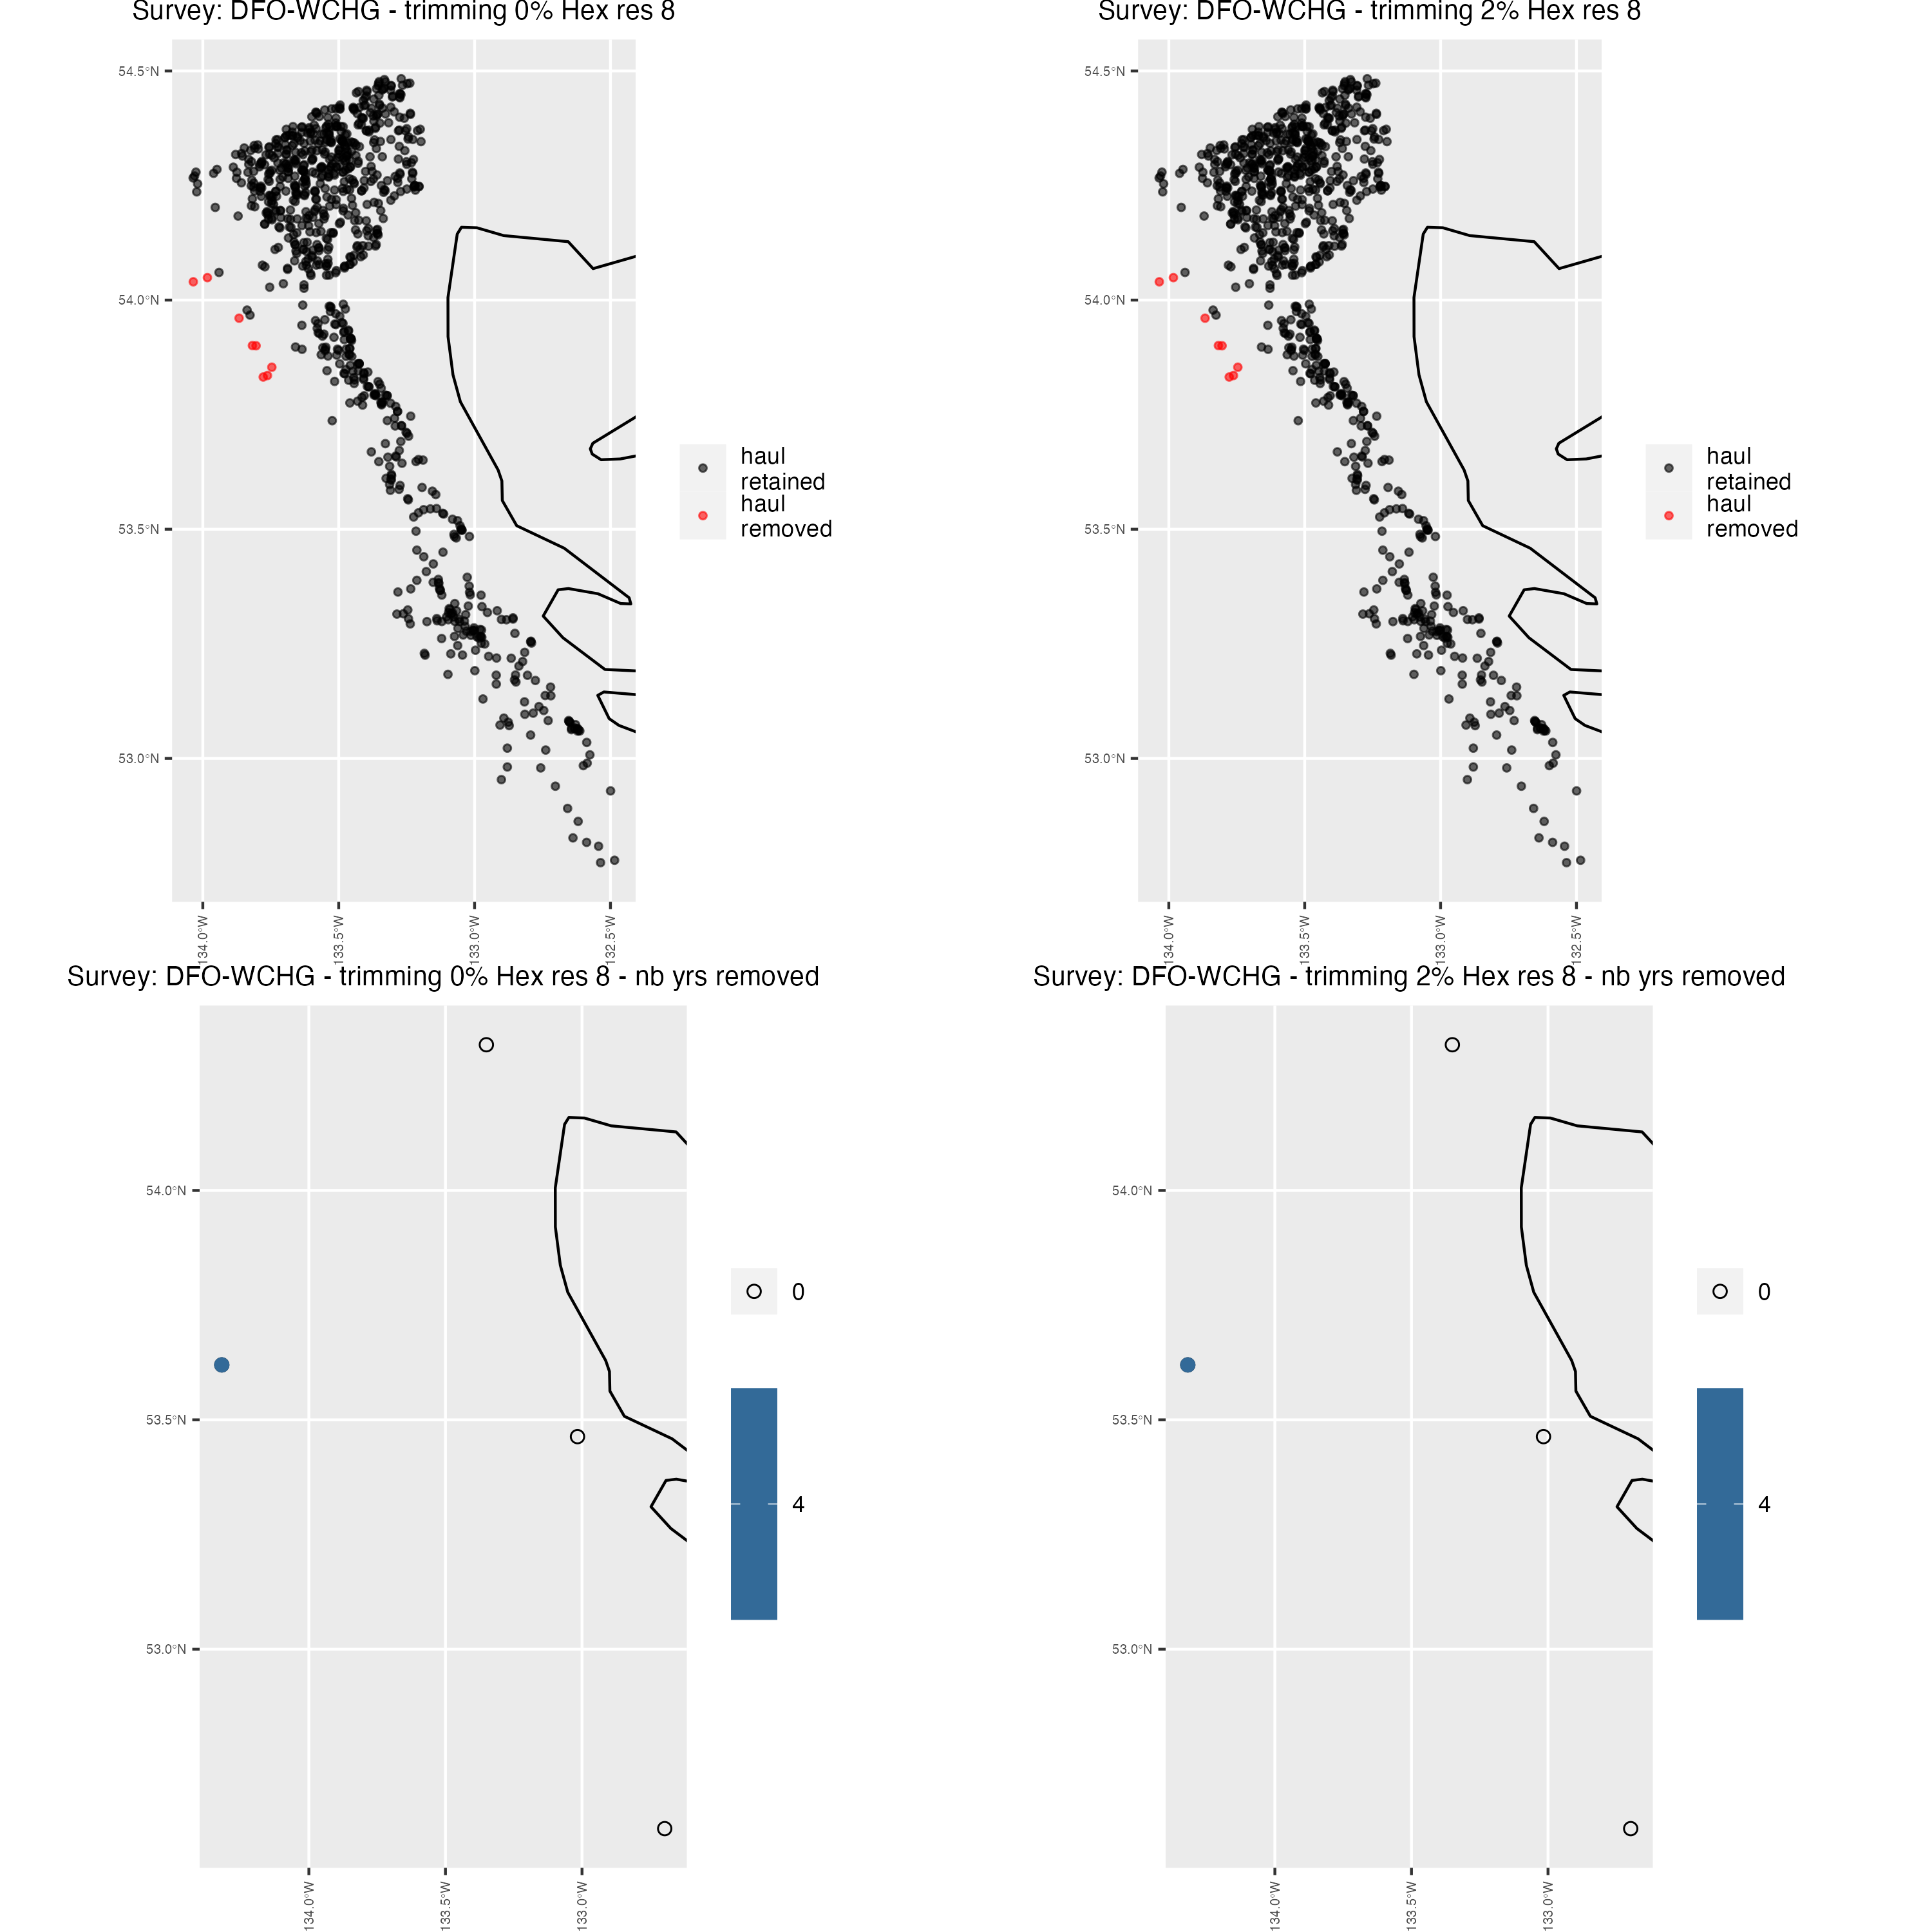 Survey: DFO-WCHG - trimming 0% Hex res 8
54.5°N
54.0°N
53.5°N
53.0°N
134.0°W
133.5°W
133.0°W
132.5°W
haul
retained
haul
removed
Survey: DFO-WCHG - trimming 2% Hex res 8
54.5°N
54.0°N
53.5°N
53.0°N
134.0°W
133.5°W
133.0°W
132.5°W
haul
retained
haul
removed
Survey: DFO-WCHG - trimming 0% Hex res 8 - nb yrs removed
54.0°N
53.5°N
53.0°N
134.0°W
133.5°W
133.0°W
0
4
Survey: DFO-WCHG - trimming 2% Hex res 8 - nb yrs removed
54.0°N
53.5°N
53.0°N
134.0°W
133.5°W
133.0°W
0
4